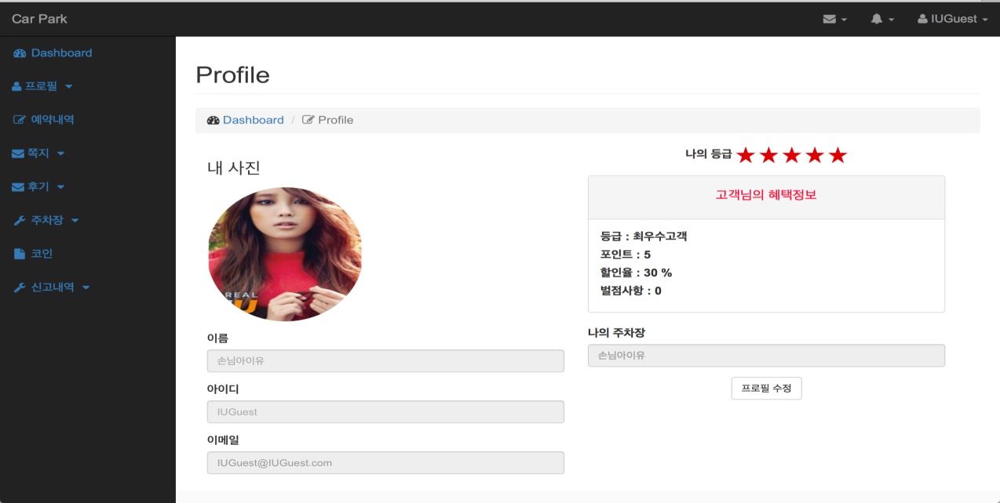 Car Park
IUGuest
Dashboard
프로필
예약내역
쪽지
후기
주차장
코인
신고내역
Profile
Dashboard / Profile
내 사진
REAL
이름
손님아이유
아이디
IUGuest
이메일
IUGuest@IUGuest.com
나의 등급 ★★★★★
고객님의 혜택정보
등급 : 최우수고객
포인트 : 5
할인율 : 30 %
벌점사항 : 0
나의 주차장
손님아이유
프로필 수정